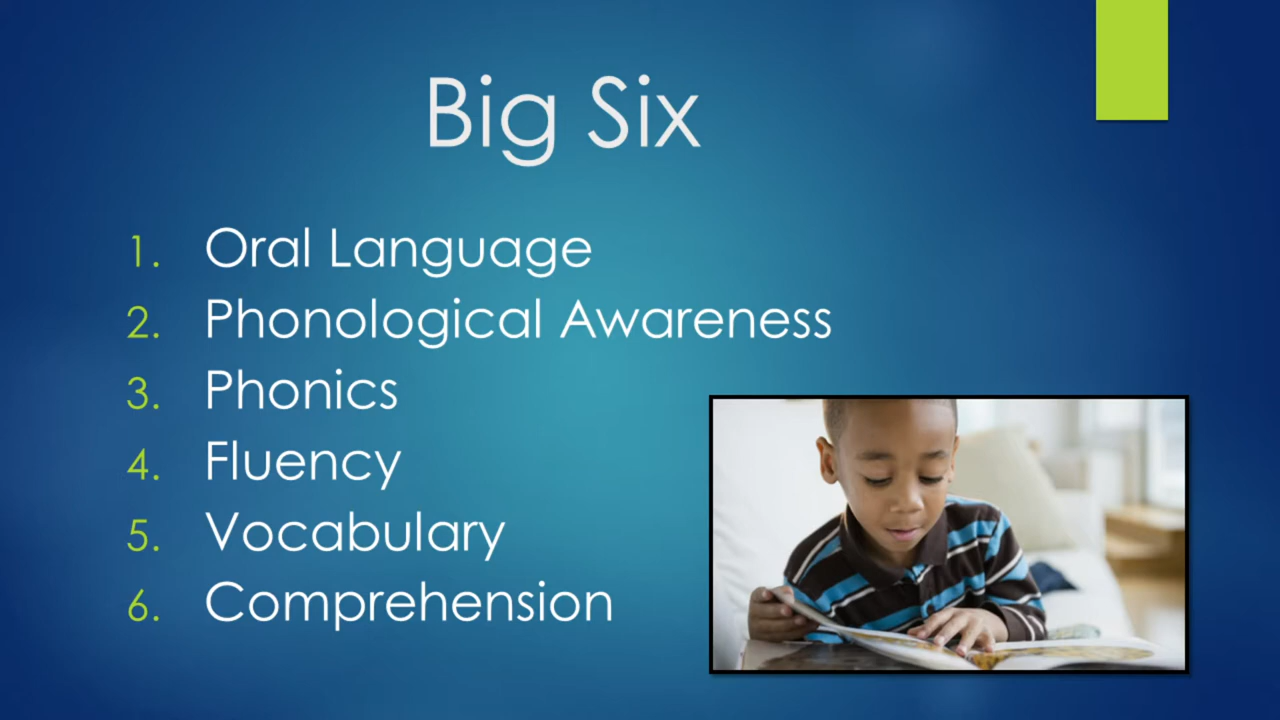 Big Six
1. Oral Language
2. Phonological Awareness
3. Phonics
4. Fluency
5. Vocabulary
6. Comprehension